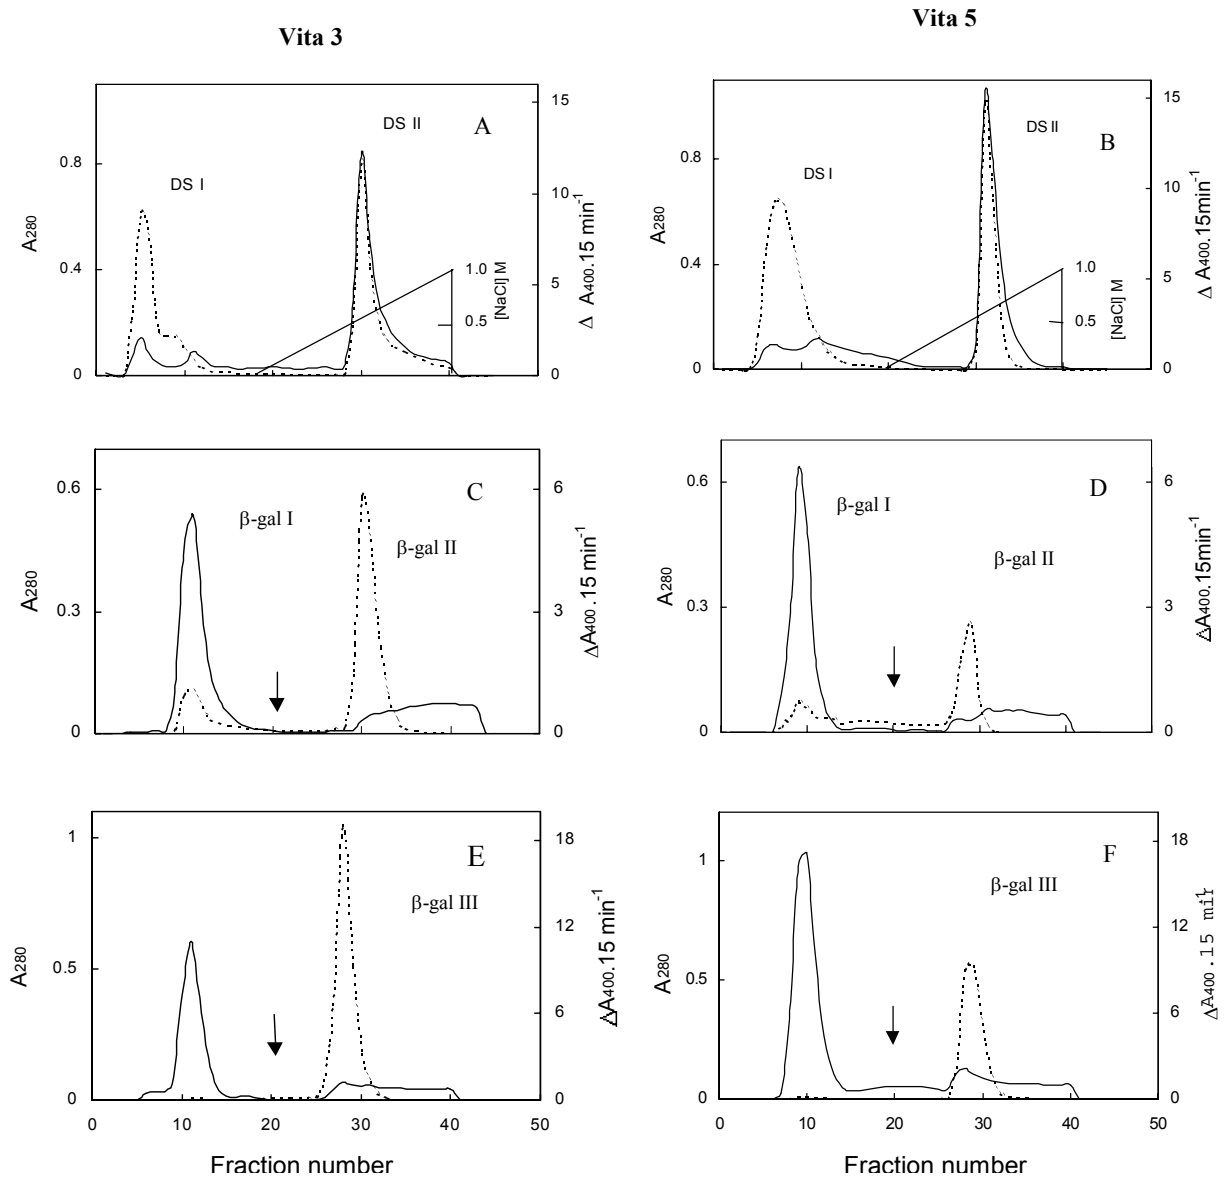 Vita 3
Vita 5
A
DS I
DS II
0.8
0.4
0
A280
15
10
5
0
1.0
0.5
[NaCl] M
Δ A400.15 min-1
B
DS I
DS II
0.8
0.4
0
A280
15
10
5
0
1.0
0.5
[NaCl] M
Δ A400.15min-1
C
β-gal I
β-gal II
0.6
0.3
0
A280
6
3
0
ΔA400.15 min-1
D
β-gal I
β-gal II
0.6
0.3
0
A280
6
3
0
ΔA400.15min-1
E
β-gal III
1
0.5
0
A280
18
12
6
0
ΔA400.15 min-1
0 10 20 30 40 50
Fraction number
F
β-gal III
1
0.5
0
A280
18
12
6
0
ΔA400.15 mir
0 10 20 30 40 50
Fraction number